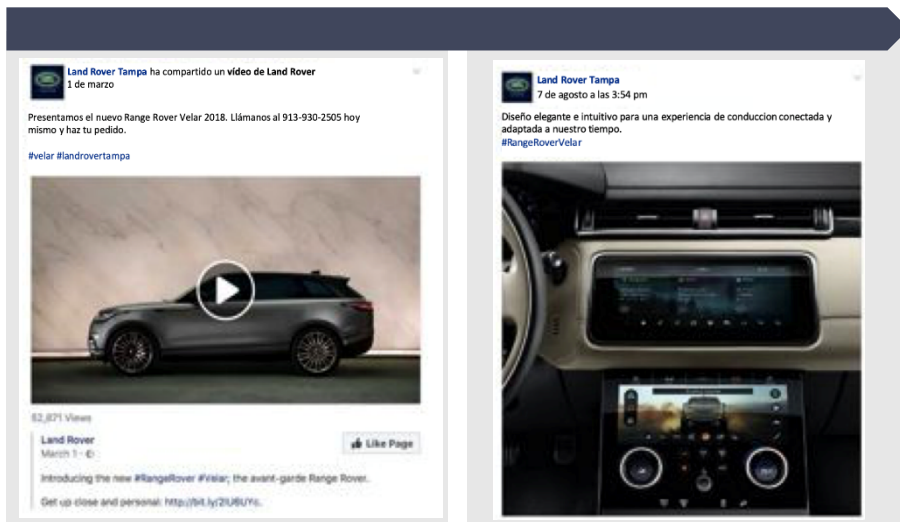 Land Rover Tampa ha compartido un vídeo de Land Rover
1 de marzo
Presentamos el nuevo Range Rover Velar 2018. Llámanos al 913-930-2505 hoy
mismo y haz tu pedido.
#velar #landrovertampa
62,871 Views
Land Rover
March 1 ·
Like Page
Introducing the new #RangeRover #Velar; the avant-garde Range Rover.
Get up close and personal:
Land Rover Tampa
7 de agosto a las 3:54 pm
Diseño elegante e intuitivo para una experiencia de conduccion conectada y
adaptada a nuestro tiempo.
#RangeRoverVelar